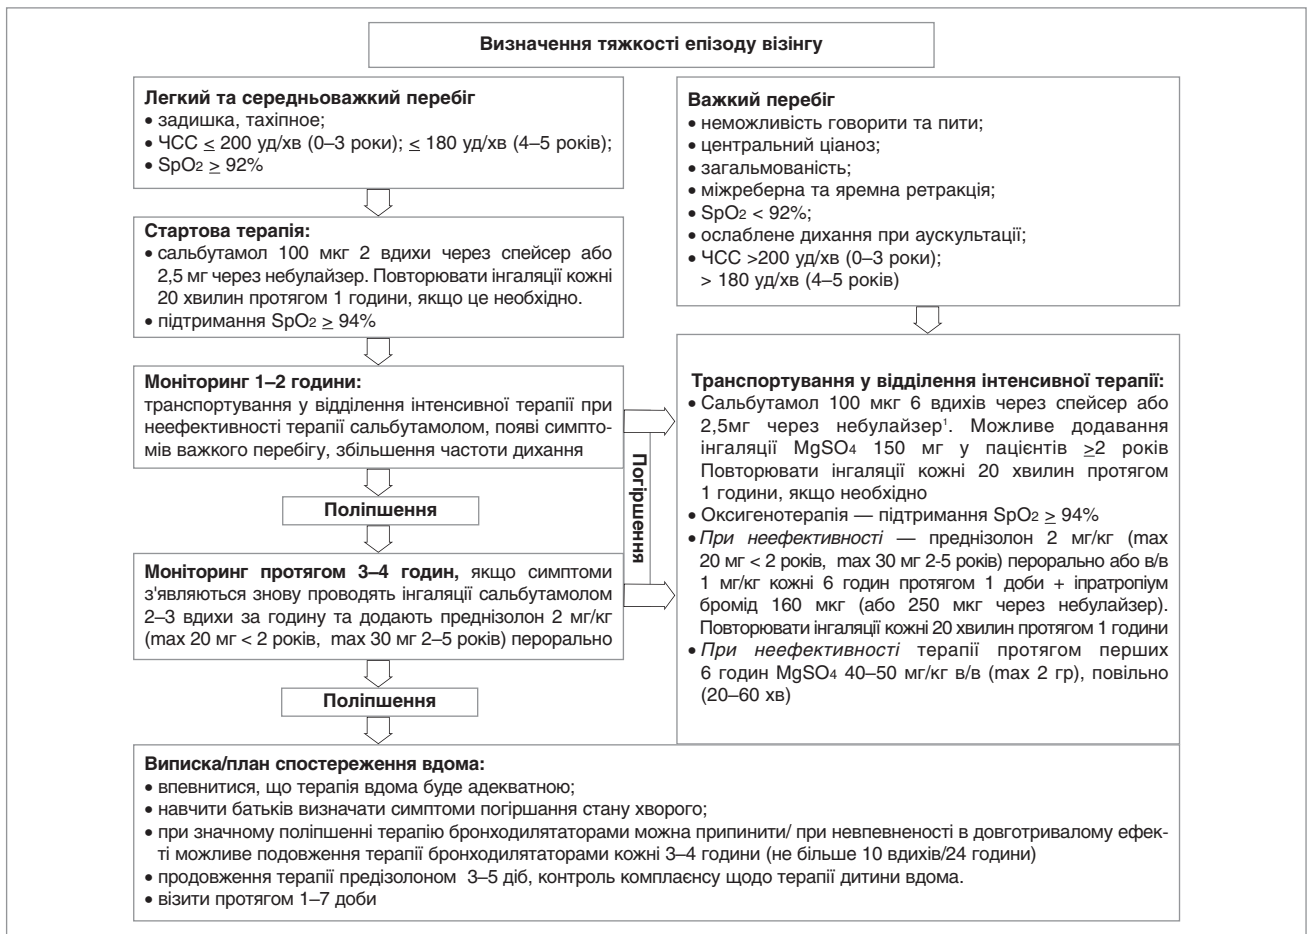 Визначення тяжкості епізоду візінгу
Легкий та середньоважкий перебіг
• задишка, тахіпное;
• ЧСС ≤ 200 уд/хв (0–3 роки); ≤ 180 уд/хв (4–5 років);
• SpO2 ≥ 92%
Стартова терапія:
• сальбутамол 100 мкг 2 вдихи через спейсер або
2,5 мг через небулайзер. Повторювати інгаляції кожні
20 хвилин протягом 1 години, якщо це необхідно.
• підтримання SpO2 ≥ 94%
Моніторинг 1–2 години:
транспортування у відділення інтенсивної терапії при
неефективності терапії сальбутамолом, появі симпто-
мів важкого перебігу, збільшення частоти дихання
Поліпшення
Моніторинг протягом 3–4 годин, якщо симптоми
з'являються знову проводять інгаляції сальбутамолом
2–3 вдихи за годину та додають преднізолон 2 мг/кг
(max 20 мг < 2 років, max 30 мг 2–5 років) перорально
Поліпшення
Погіршення
Важкий перебіг
• неможливість говорити та пити;
• центральний ціаноз;
• загальмованість;
• міжреберна та яремна ретракція;
• SpO2 < 92%;
• ослаблене дихання при аускультації;
• ЧСС >200 уд/хв (0–3 роки);
> 180 уд/хв (4–5 років)
Транспортування у відділення інтенсивної терапії:
• Сальбутамол 100 мкг 6 вдихів через спейсер або
2,5мг через небулайзер¹. Можливе додавання
інгаляції MgSO4 150 мг у пацієнтів ≥2 років
Повторювати інгаляції кожні 20 хвилин протягом
1 години, якщо необхідно
• Оксигенотерапія — підтримання SpO2 ≥ 94%
• При неефективності — преднізолон 2 мг/кг (max
20 мг < 2 років, max 30 мг 2-5 років) перорально або в/в
1 мг/кг кожні 6 годин протягом 1 доби + іпратропіум
бромід 160 мкг (або 250 мкг через небулайзер).
Повторювати інгаляції кожні 20 хвилин протягом 1 години
• При неефективності терапії протягом перших
6 годин MgSO4 40–50 мг/кг в/в (max 2 гр), повільно
(20–60 хв)
Виписка/план спостереження вдома:
• впевнитися, що терапія вдома буде адекватною;
• навчити батьків визначати симптоми погіршання стану хворого;
• при значному поліпшенні терапію бронходилятаторами можна припинити/ при невпевненості в довготривалому ефек-
ті можливе подовження терапії бронходилятаторами кожні 3–4 години (не більше 10 вдихів/24 години)
• продовження терапії предізолоном 3–5 діб, контроль комплаєнсу щодо терапії дитини вдома.
• візити протягом 1–7 доби